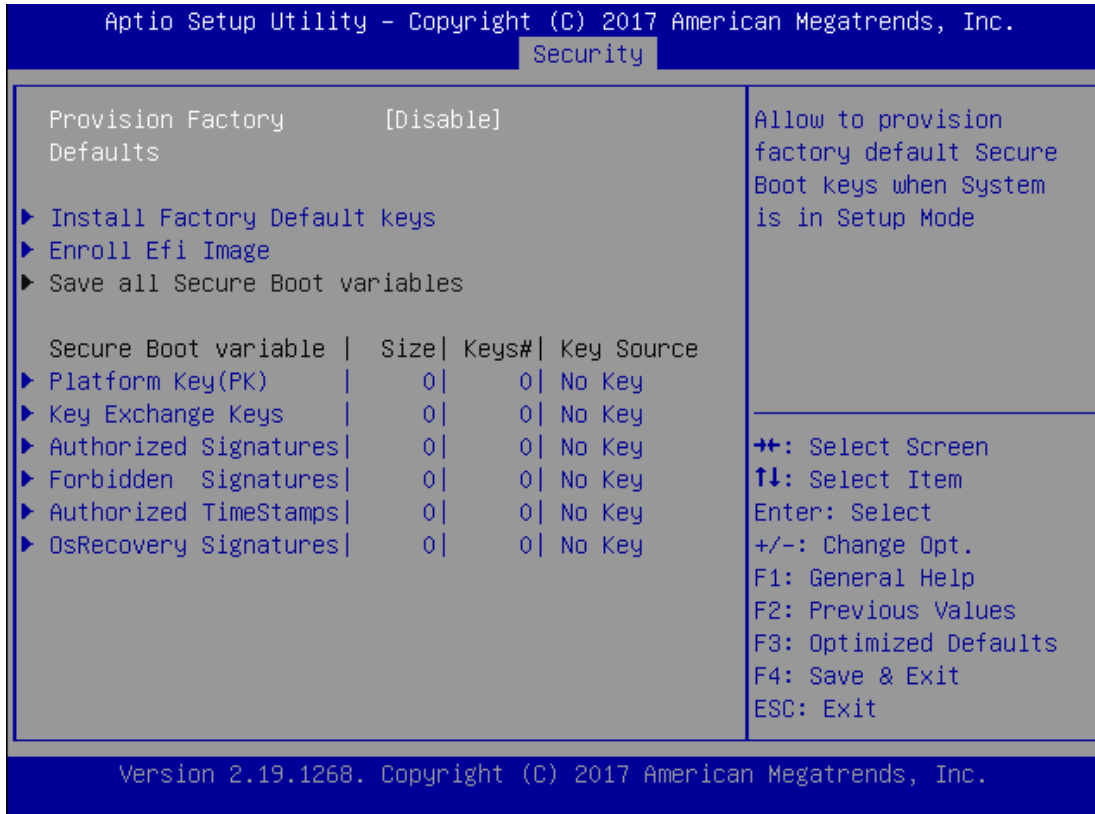 Aptio Setup Utility – Copyright (C) 2017 American Megatrends, Inc.
Security
Provision Factory [Disable]
Defaults
Install Factory Default keys
Enroll Efi Image
Save all Secure Boot variables
Secure Boot variable | Size| Keys#| Key Source
Platform Key(PK) | 0| 0| No Key
Key Exchange Keys | 0| 0| No Key
Authorized Signatures| 0| 0| No Key
Forbidden Signatures| 0| 0| No Key
Authorized TimeStamps| 0| 0| No Key
OsRecovery Signatures| 0| 0| No Key
Allow to provision
factory default Secure
Boot keys when System
is in Setup Mode
→←: Select Screen
↑↓: Select Item
Enter: Select
+/-: Change Opt.
F1: General Help
F2: Previous Values
F3: Optimized Defaults
F4: Save & Exit
ESC: Exit
Version 2.19.1268. Copyright (C) 2017 American Megatrends, Inc.